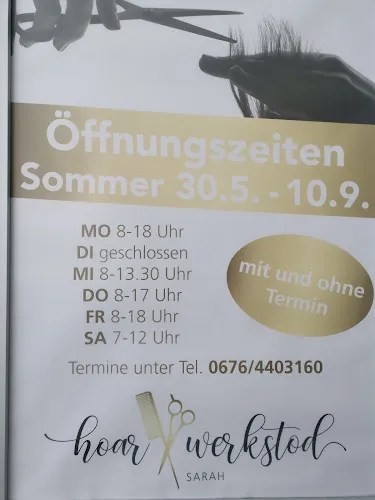 Öffnungszeiten
Sommer 30.5. - 10.9.
MO 8-18 Uhr
DI geschlossen
MI 8-13.30 Uhr
DO 8-17 Uhr
FR 8-18 Uhr
SA 7-12 Uhr
mit und ohne
Termin
Termine unter Tel. 0676/4403160
hoar werkstod
SARAH